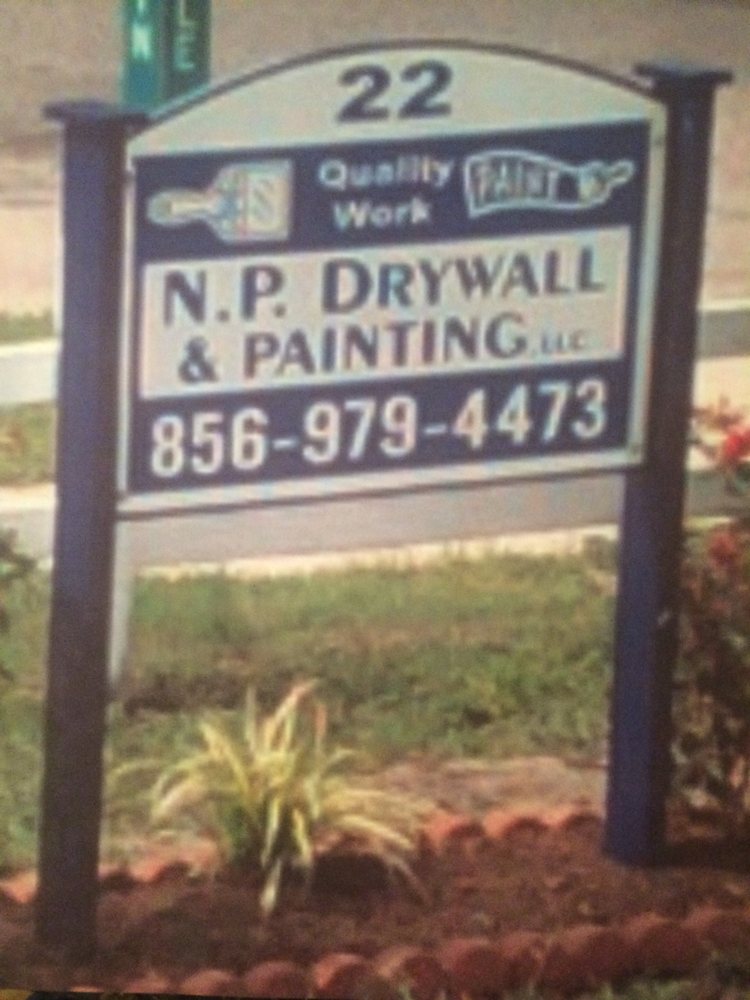 22
Quality
Work
PAINT
N.P. DRYWALL
& PAINTING, LLC
856-979-4473